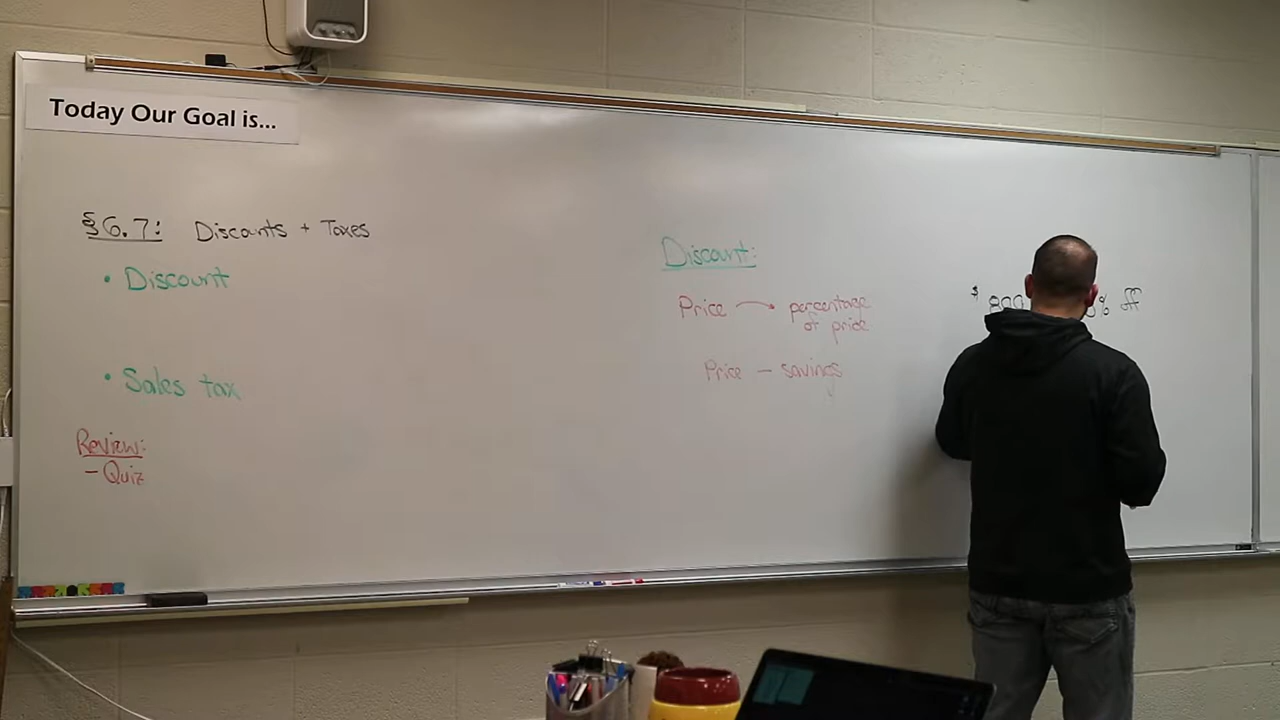 Today Our Goal is...
§6.7: Discounts + Taxes
• Discount
• Sales tax
Review:
- Quiz
Discount:
Price → percentage
of price
Price – savings
$ 800 % off